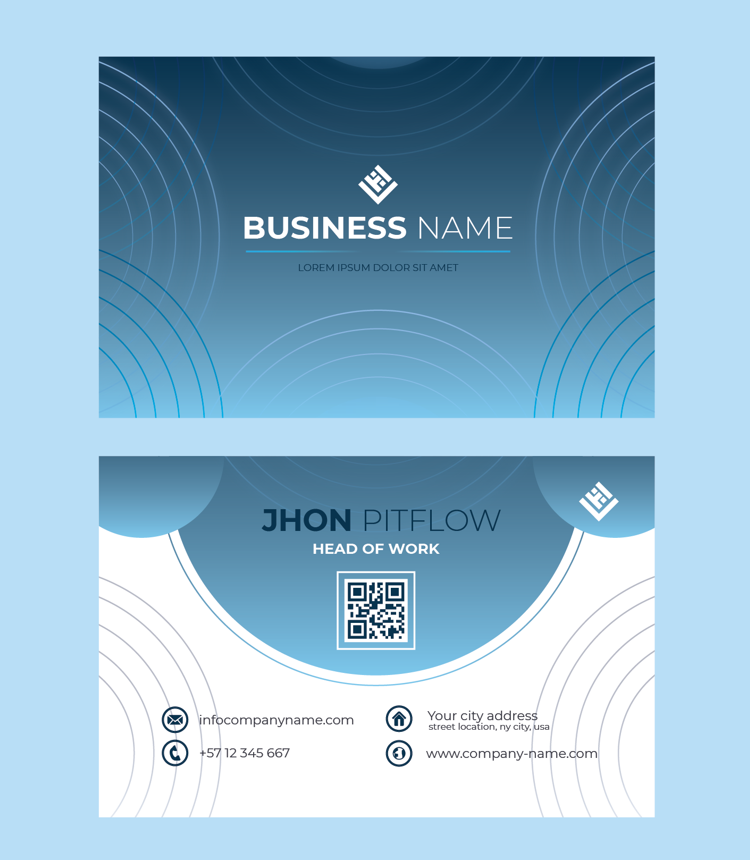 BUSINESS NAME
LOREM IPSUM DOLOR SIT AMET
JHON PITFLOW
HEAD OF WORK
infocompanyname.com
+57 12 345 667
Your city address
street location, ny city, usa
www.company-name.com